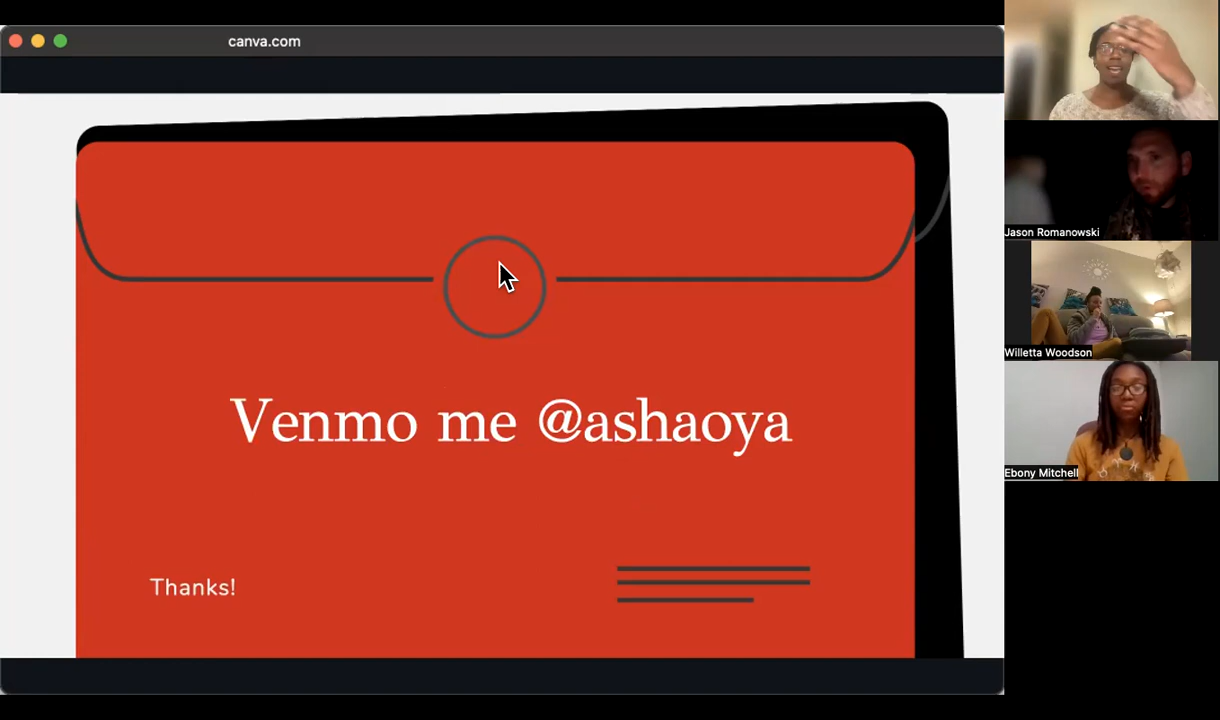 canva.com
Venmo me @ashaoya
Thanks!
Jason Romanowski
Willetta Woodson
Ebony Mitchell